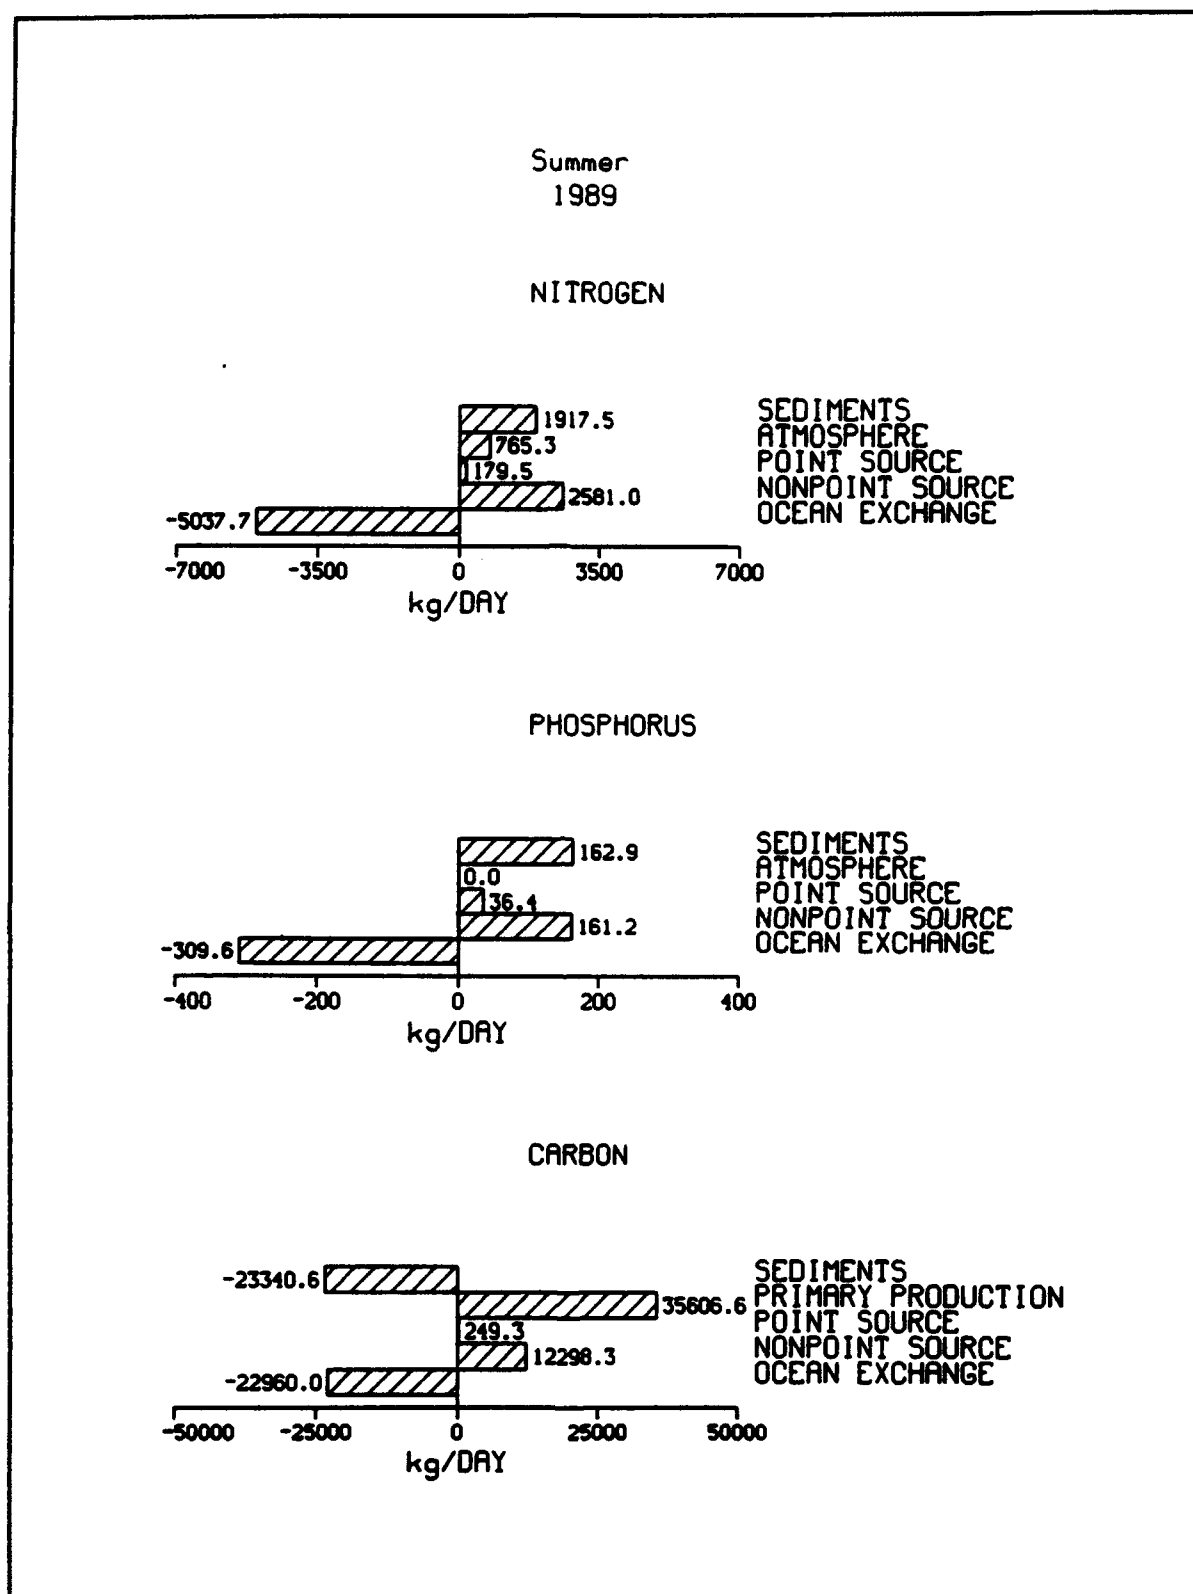 Summer
1989
NITROGEN
1917.5 SEDIMENTS
765.3 ATMOSPHERE
179.5 POINT SOURCE
2581.0 NONPOINT SOURCE
-5037.7 OCEAN EXCHANGE
-7000 -3500 0 3500 7000
kg/DAY
PHOSPHORUS
162.9 SEDIMENTS
0.0 ATMOSPHERE
36.4 POINT SOURCE
161.2 NONPOINT SOURCE
-309.6 OCEAN EXCHANGE
-400 -200 0 200 400
kg/DAY
CARBON
-23340.6 SEDIMENTS
35606.6 PRIMARY PRODUCTION
249.3 POINT SOURCE
12298.3 NONPOINT SOURCE
-22960.0 OCEAN EXCHANGE
-50000 -25000 0 25000 50000
kg/DAY